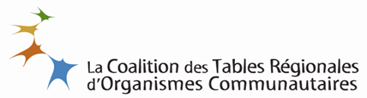 La Coalition des Tables Régionales
d'Organismes Communautaires